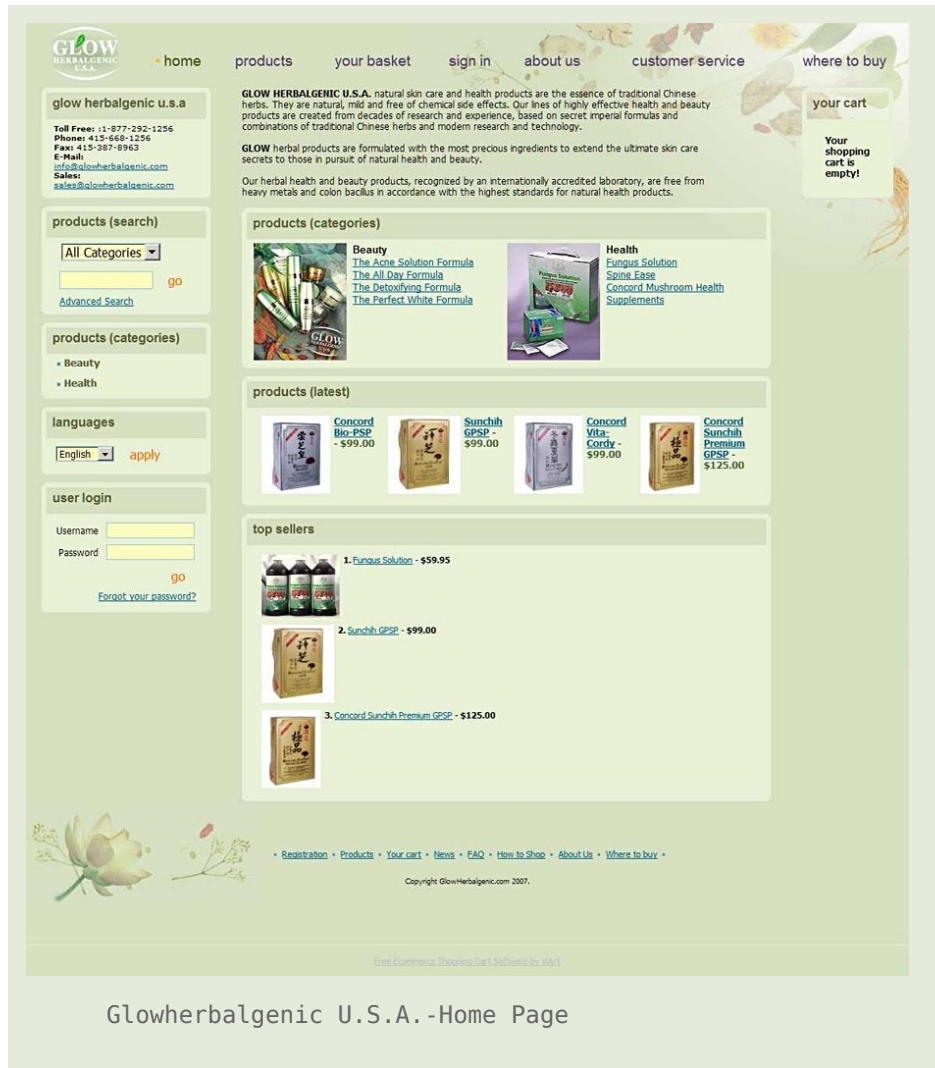 GLOW
HERBALGENIC
U.S.A.
home
products
your basket
sign in
about us
customer service
where to buy
glow herbalgenic u.s.a
Toll Free: :1-877-292-1256
Phone: 415-668-1256
Fax: 415-387-8963
E-Mail:
info@glowherbalgenic.com
Sales:
sales@glowherbalgenic.com
products (search)
All Categories
go
Advanced Search
products (categories)
Beauty
Health
languages
English
apply
user login
Username
Password
go
Forgot your password?
GLOW HERBALGENIC U.S.A. natural skin care and health products are the essence of traditional Chinese
herbs. They are natural, mild and free of chemical side effects. Our lines of highly effective health and beauty
products are created from decades of research and experience, based on secret imperial formulas and
combinations of traditional Chinese herbs and modern research and technology.
GLOW herbal products are formulated with the most precious ingredients to extend the ultimate skin care
secrets to those in pursuit of natural health and beauty.
Our herbal health and beauty products, recognized by an internationally accredited laboratory, are free from
heavy metals and colon bacillus in accordance with the highest standards for natural health products.
products (categories)
GLOW
Beauty
The Acne Solution Formula
The All Day Formula
The Detoxifying Formula
The Perfect White Formula
Fungus Solution
Health
Fungus Solution
Spine Ease
Concord Mushroom Health
Supplements
products (latest)
Concord
Bio-PSP
- $99.00
Sunchih
GPSP -
$99.00
Concord
Vita-
Cordy -
$99.00
Concord
Sunchih
Premium
GPSP -
$125.00
top sellers
1. Fungus Solution - $59.95
2. Sunchih GPSP - $99.00
3. Concord Sunchih Premium GPSP - $125.00
your cart
Your
shopping
cart is
empty!
Registration • Products • Your cart • News • FAQ • How to Shop • About Us • Where to buy •
Copyright GlowHerbalgenic.com 2007.
Free Ecommerce Shopping Cart Software by ViArt
Glowherbalgenic U.S.A.-Home Page